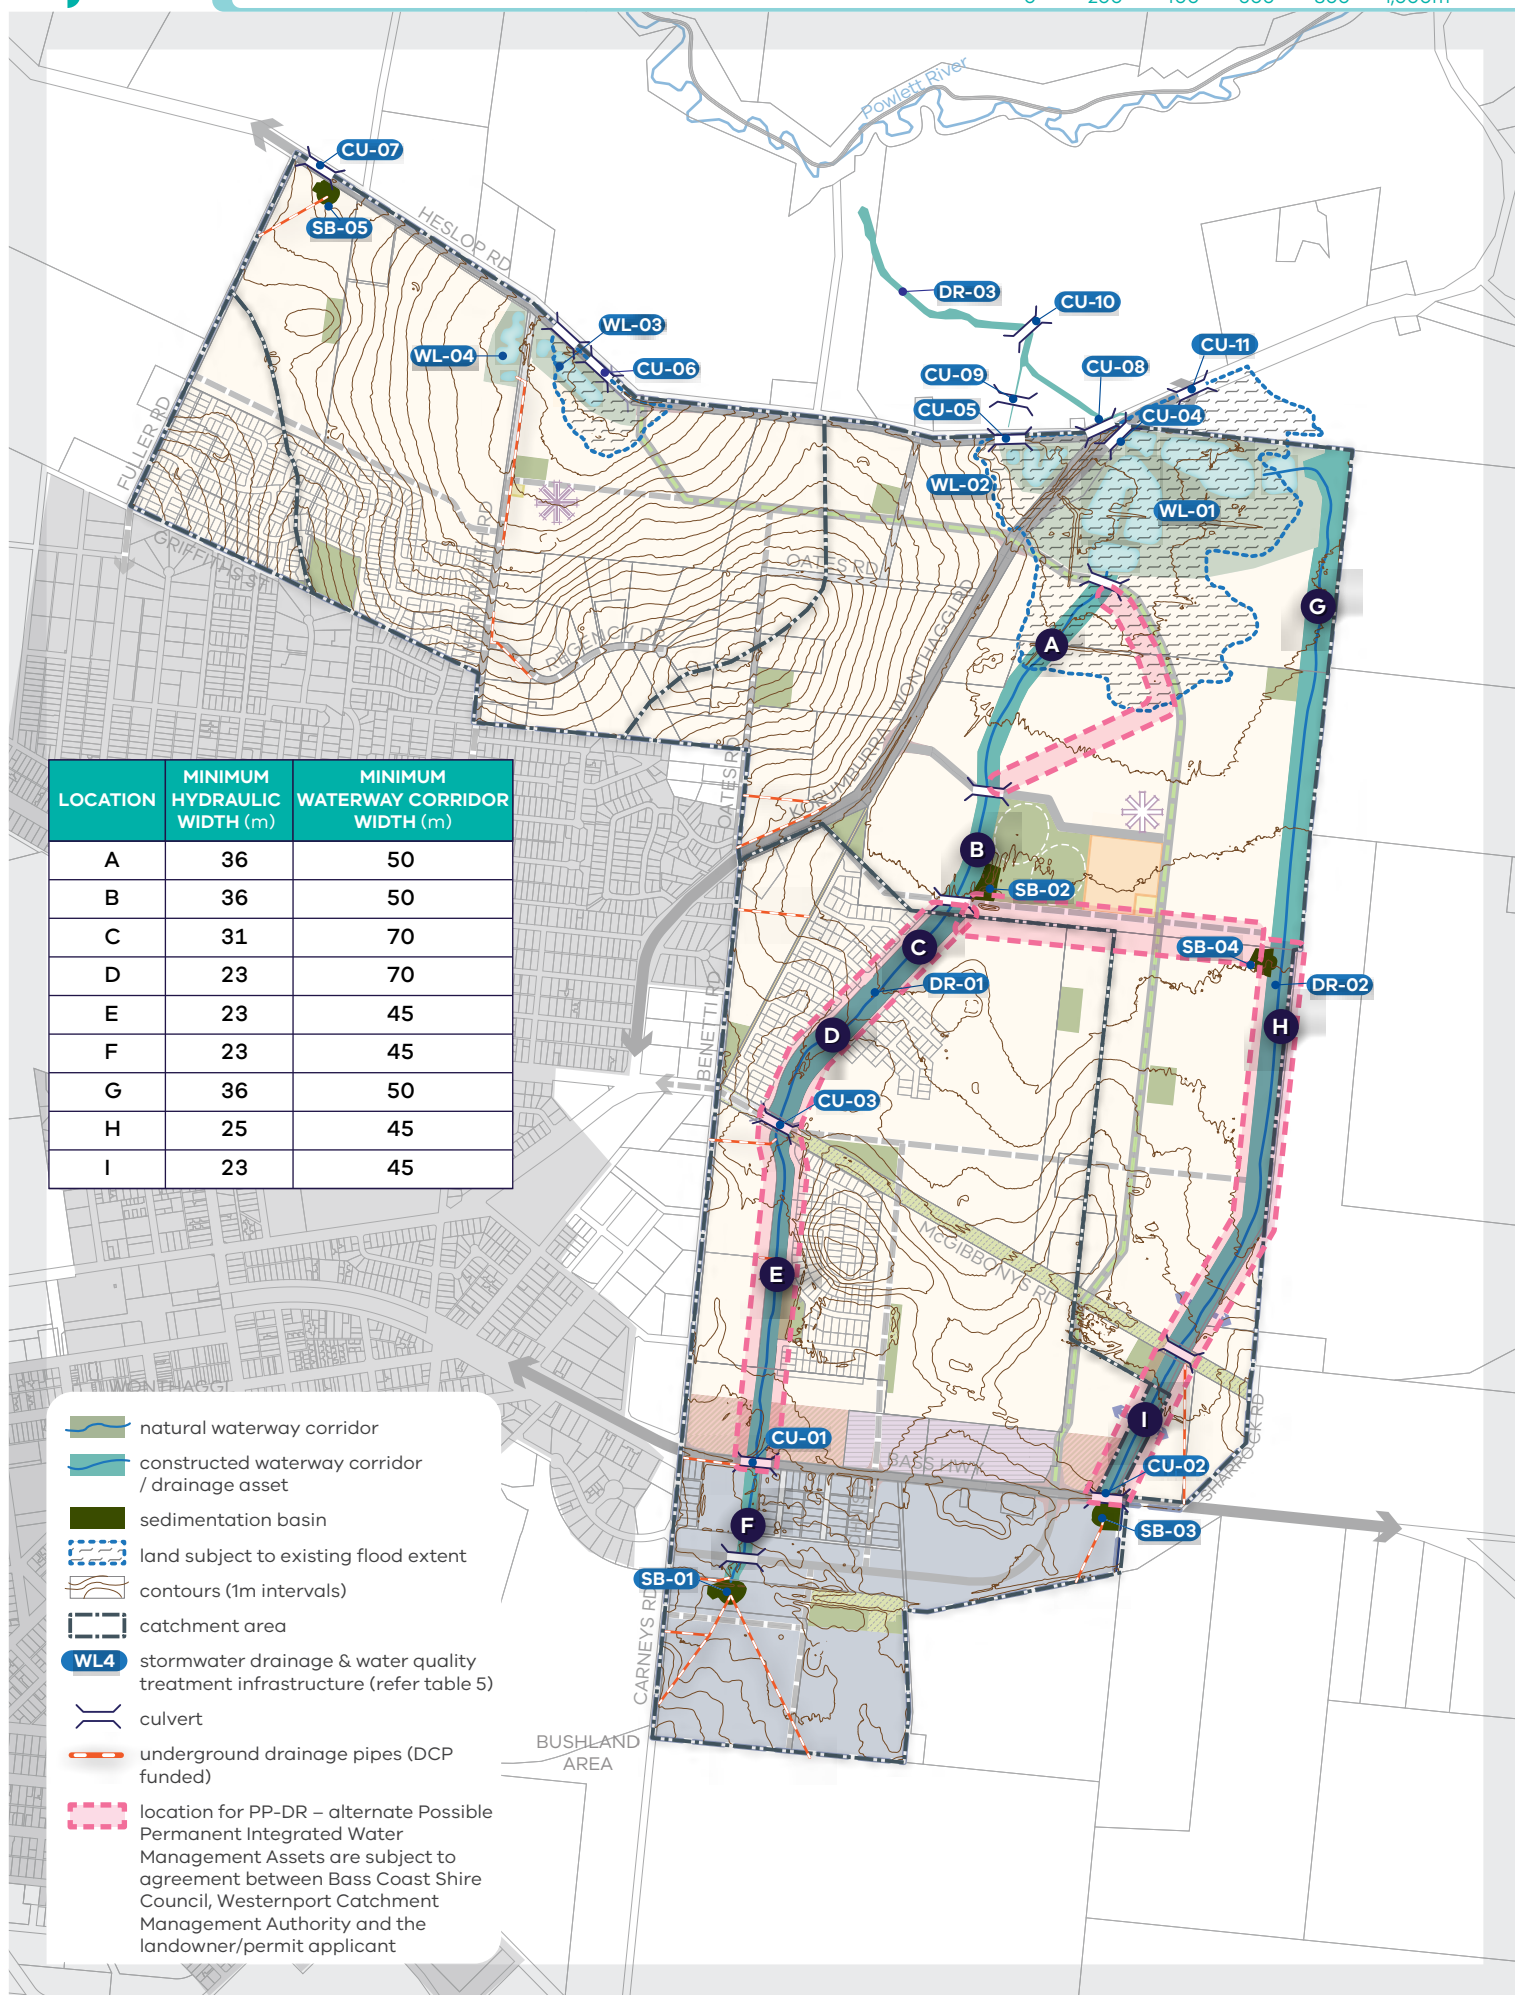 Powlett River
CU-07
SB-05
HESLOP RD
DR-03
CU-10
WL-03
CU-11
WL-04
CU-06
CU-09
CU-08
CU-05
CU-04
FULLER RD
WL-02
WL-01
GRIFFITHS ST
OATES RD
G
REGENCY DR
A
KORUMBURRA - WONTHAGGI RD
OATES RD
LOCATION
MINIMUM HYDRAULIC WIDTH (m)
MINIMUM WATERWAY CORRIDOR WIDTH (m)
A 36 50
B 36 50
C 31 70
D 23 70
E 23 45
F 23 45
G 36 50
H 25 45
I 23 45
B
SB-02
C
SB-04
DR-01
DR-02
BENETTI RD
D
H
CU-03
McGIBBONYS RD
E
WONTHAGGI
I
CU-01
BASS HWY
CU-02
SHARROCK RD
F
SB-03
SB-01
CARNEYS RD
BUSHLAND
AREA
natural waterway corridor
constructed waterway corridor
/ drainage asset
sedimentation basin
land subject to existing flood extent
contours (1m intervals)
catchment area
WL4
stormwater drainage & water quality
treatment infrastructure (refer table 5)
culvert
underground drainage pipes (DCP
funded)
location for PP-DR – alternate Possible
Permanent Integrated Water
Management Assets are subject to
agreement between Bass Coast Shire
Council, Westernport Catchment
Management Authority and the
landowner/permit applicant